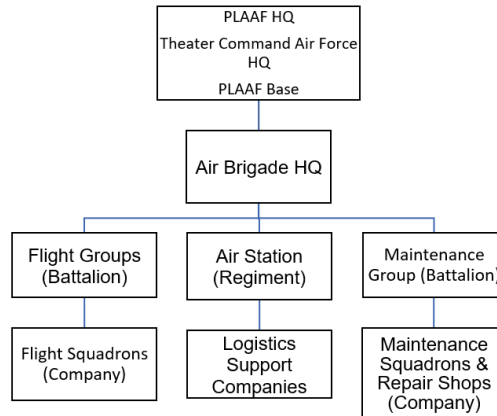 PLAAF HQ
Theater Command Air Force
HQ
PLAAF Base
Air Brigade HQ
Flight Groups
(Battalion)
Air Station
(Regiment)
Maintenance
Group (Battalion)
Flight Squadrons
(Company)
Logistics
Support
Companies
Maintenance
Squadrons &
Repair Shops
(Company)